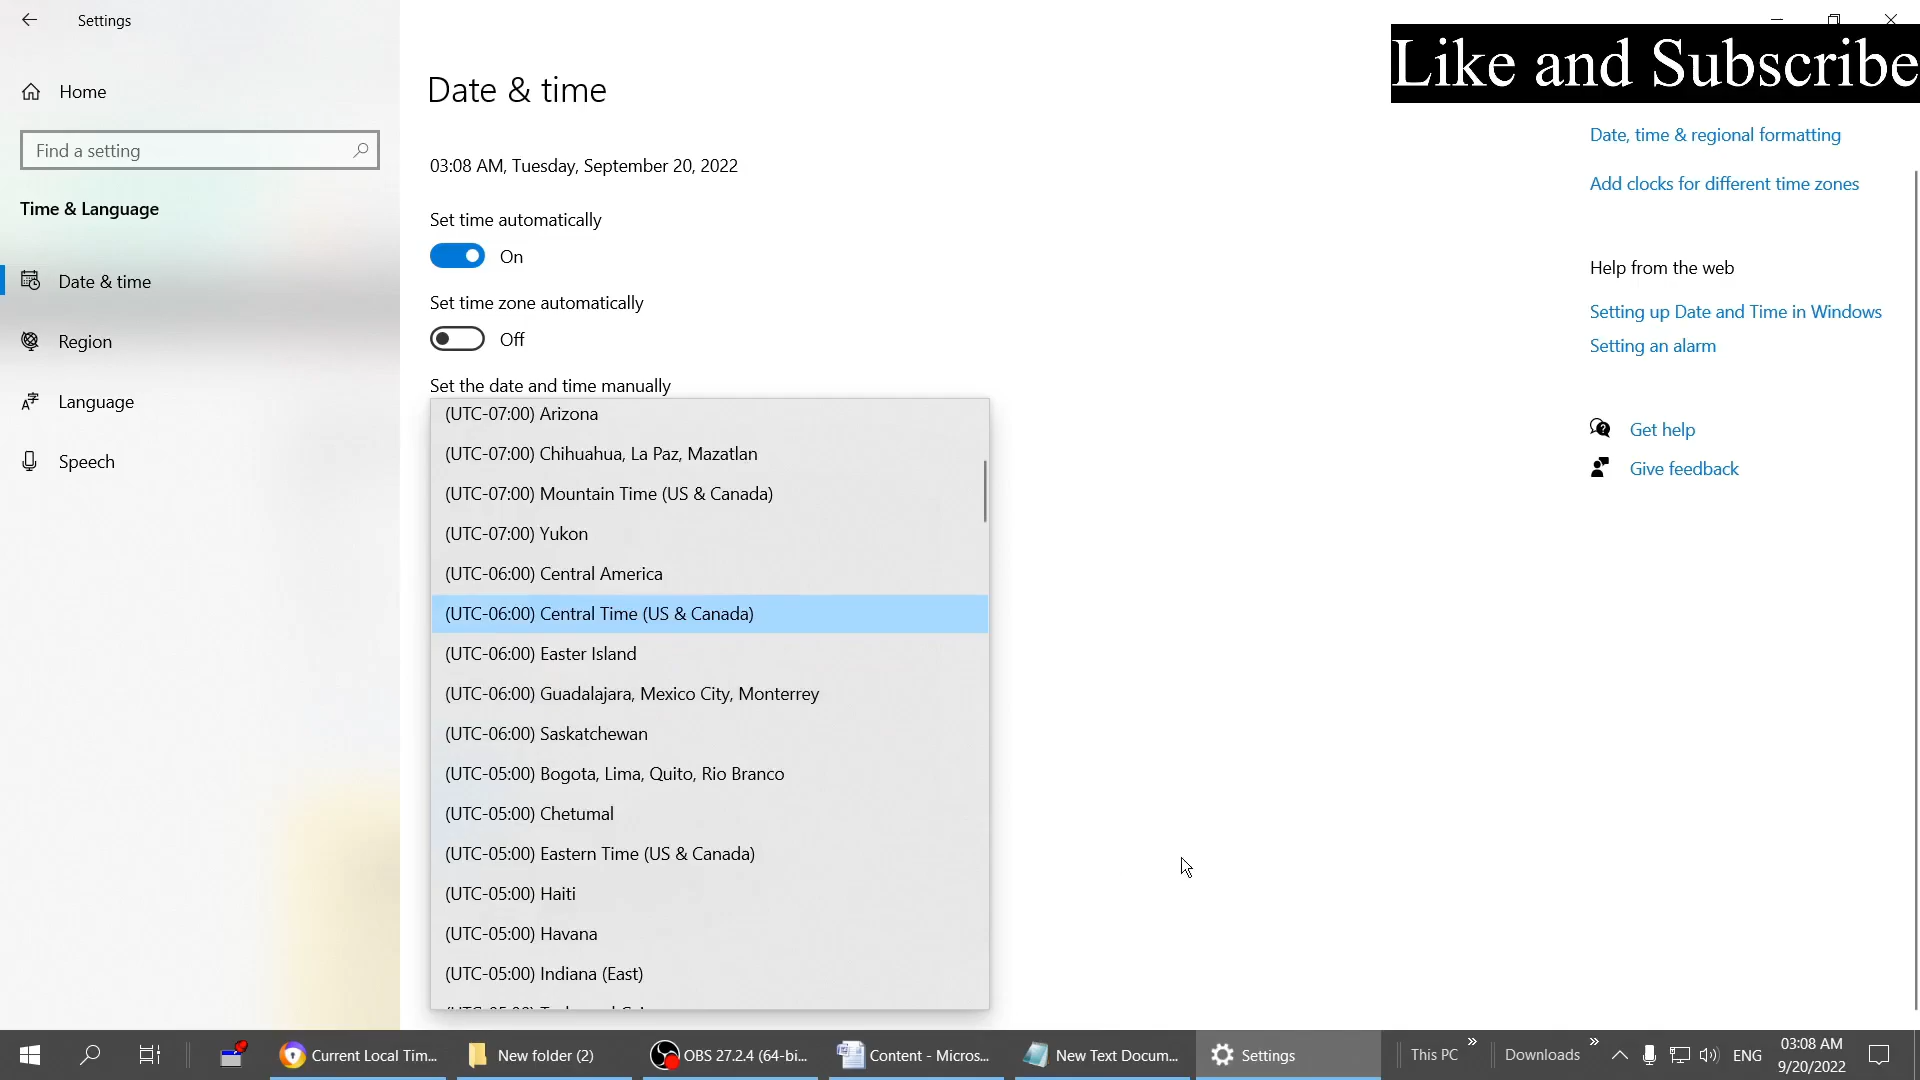 Settings
Like and Subscribe
Home
Find a setting
Time & Language
Date & time
Region
Language
Speech
Date & time
03:08 AM, Tuesday, September 20, 2022
Set time automatically
On
Set time zone automatically
Off
Set the date and time manually
(UTC-07:00) Arizona
(UTC-07:00) Chihuahua, La Paz, Mazatlan
(UTC-07:00) Mountain Time (US & Canada)
(UTC-07:00) Yukon
(UTC-06:00) Central America
(UTC-06:00) Central Time (US & Canada)
(UTC-06:00) Easter Island
(UTC-06:00) Guadalajara, Mexico City, Monterrey
(UTC-06:00) Saskatchewan
(UTC-05:00) Bogota, Lima, Quito, Rio Branco
(UTC-05:00) Chetumal
(UTC-05:00) Eastern Time (US & Canada)
(UTC-05:00) Haiti
(UTC-05:00) Havana
(UTC-05:00) Indiana (East)
Date, time & regional formatting
Add clocks for different time zones
Help from the web
Setting up Date and Time in Windows
Setting an alarm
Get help
Give feedback
Current Local Tim...
New folder (2)
OBS 27.2.4 (64-bi...
Content - Micros...
New Text Docum...
Settings
This PC
Downloads
ENG
03:08 AM
9/20/2022